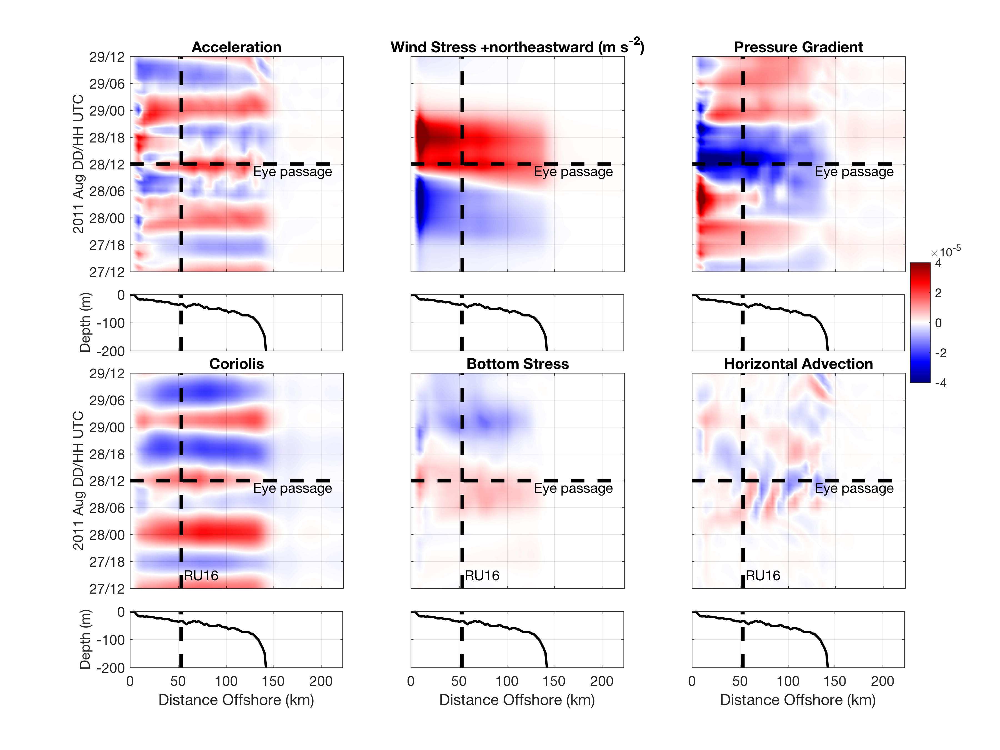 Acceleration
Wind Stress +northeastward (m s-2)
Pressure Gradient
29/12
29/06
29/00
28/18
28/12
28/06
28/00
27/18
27/12
2011 Aug DD/HH UTC
Eye passage
Eye passage
Eye passage
×10-5
4
2
0
-2
-4
0
-100
-200
Depth (m)
Coriolis
Bottom Stress
Horizontal Advection
29/12
29/06
29/00
28/18
28/12
28/06
28/00
27/18
27/12
2011 Aug DD/HH UTC
Eye passage
Eye passage
Eye passage
RU16
RU16
RU16
0
-100
-200
Depth (m)
0 50 100 150 200
0 50 100 150 200
0 50 100 150 200
Distance Offshore (km)
Distance Offshore (km)
Distance Offshore (km)